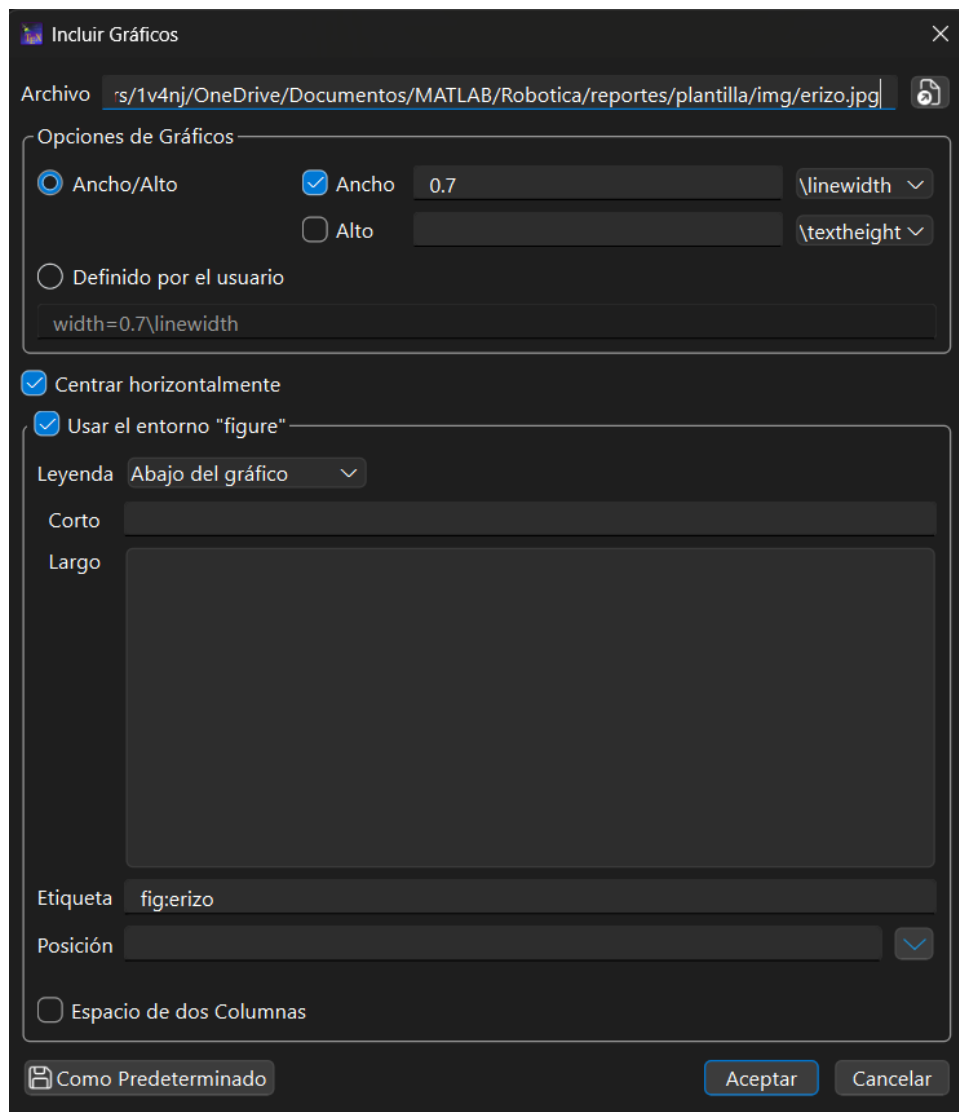 Incluir Gráficos
Archivo rs/1v4nj/OneDrive/Documentos/MATLAB/Robotica/reportes/plantilla/img/erizo.jpg
Opciones de Gráficos
Ancho/Alto Ancho 0.7 \linewidth
Alto \textheight
Definido por el usuario
width=0.7\linewidth
Centrar horizontalmente
Usar el entorno "figure"
Leyenda Abajo del gráfico
Corto
Largo
Etiqueta fig:erizo
Posición
Espacio de dos Columnas
Como Predeterminado Aceptar Cancelar